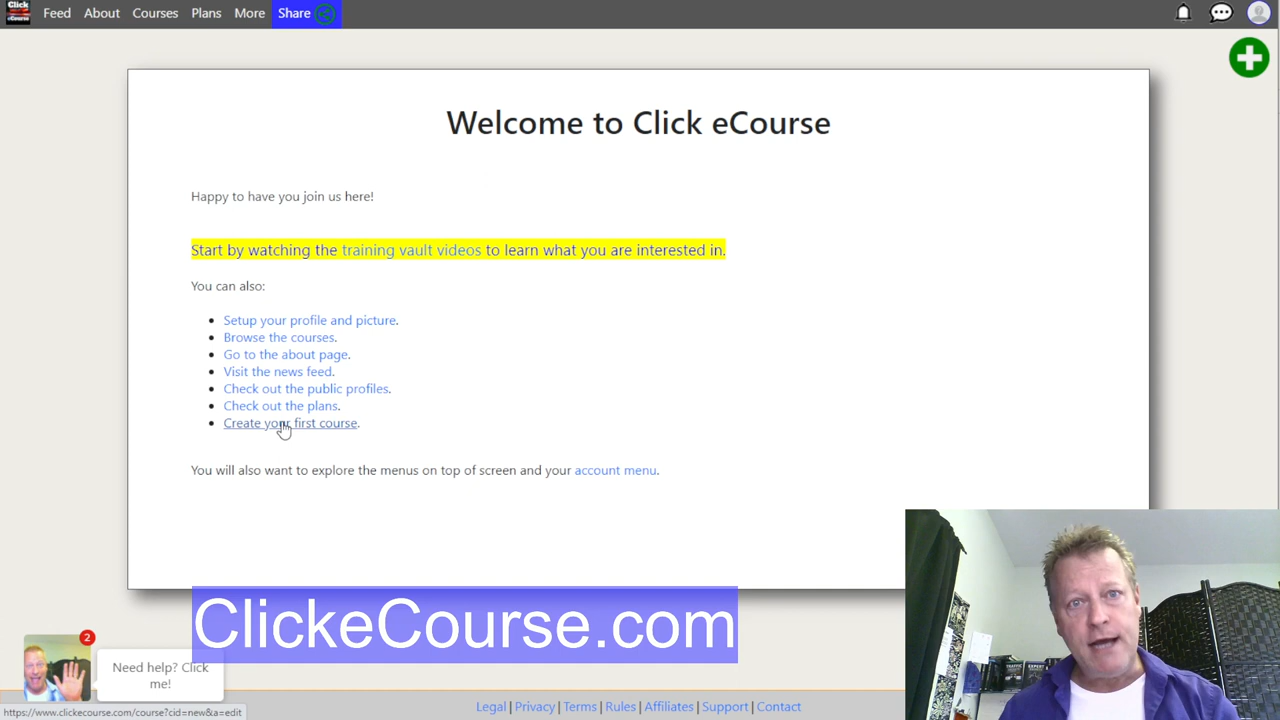 Click
eCourse
Feed About Courses Plans More Share
Welcome to Click eCourse
Happy to have you join us here!
Start by watching the training vault videos to learn what you are interested in.
You can also:
Setup your profile and picture.
Browse the courses.
Go to the about page.
Visit the news feed.
Check out the public profiles.
Check out the plans.
Create your first course.
You will also want to explore the menus on top of screen and your account menu.
ClickeCourse.com
2
Need help? Click
me!
https://www.clickecourse.com/course?cid=new&a=edit
Legal | Privacy | Terms | Rules | Affiliates | Support | Contact
TRAFFIC
EXPERT